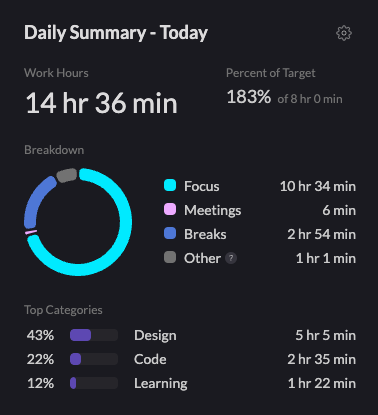 Daily Summary - Today
Work Hours
14 hr 36 min
Percent of Target
183% of 8 hr 0 min
Breakdown
Focus 10 hr 34 min
Meetings 6 min
Breaks 2 hr 54 min
Other ? 1 hr 1 min
Top Categories
43% Design 5 hr 5 min
22% Code 2 hr 35 min
12% Learning 1 hr 22 min